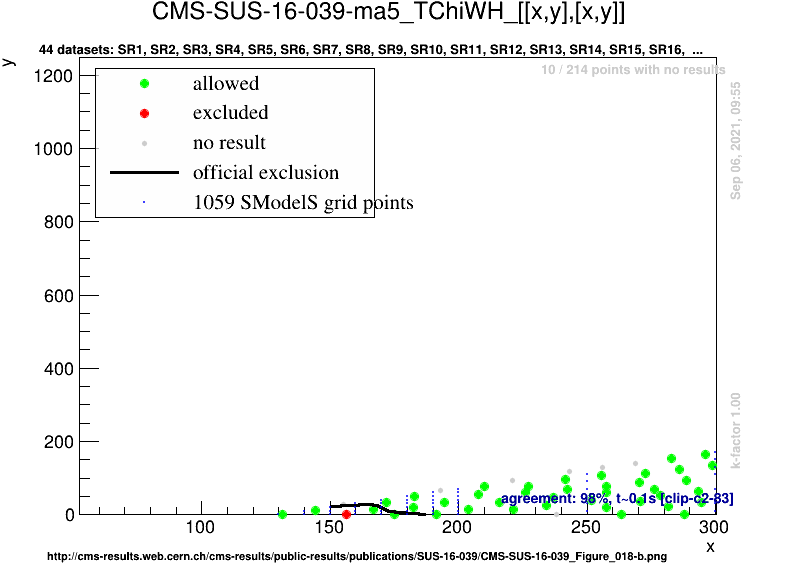 CMS-SUS-16-039-ma5_TChiWH_[[x,y],[x,y]]
44 datasets: SR1, SR2, SR3, SR4, SR5, SR6, SR7, SR8, SR9, SR10, SR11, SR12, SR13, SR14, SR15, SR16, ...
y
10 / 214 points with no results
allowed
excluded
no result
official exclusion
1059 SModelS grid points
Sep 06, 2021, 09:55
k-factor 1.00
1200
1000
800
600
400
200
0
agreement: 98%, t~0.1s [clip-c2-83]
100
150
200
250
300
x
http://cms-results.web.cern.ch/cms-results/public-results/publications/SUS-16-039/CMS-SUS-16-039_Figure_018-b.png